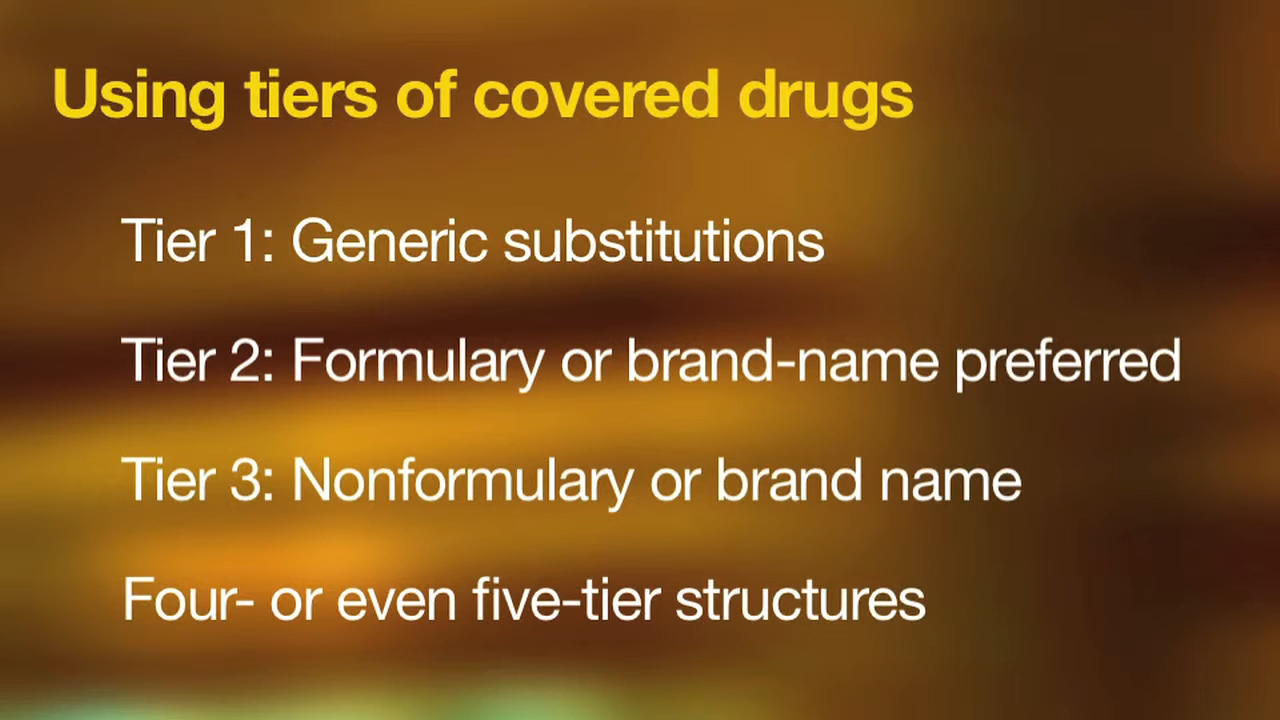 Using tiers of covered drugs
Tier 1: Generic substitutions
Tier 2: Formulary or brand-name preferred
Tier 3: Nonformulary or brand name
Four- or even five-tier structures